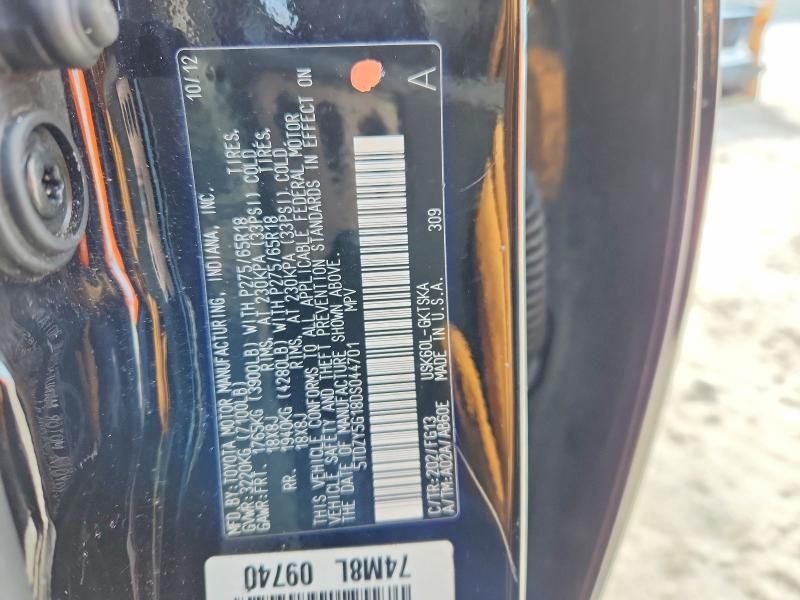 MFD. BY: TOYOTA MOTOR MANUFACTURING, INDIANA, INC. 10/12
GVWR: 3220KG (7100LB)
GAWR: FRT. 1765KG (3900LB) WITH P275/65R18 TIRES,
18X8J RIMS, AT 230KPA (33PSI) COLD.
RR. 1940KG (4280LB) WITH P275/65R18 TIRES,
18X8J RIMS, AT 230KPA (33PSI) COLD.
THIS VEHICLE CONFORMS TO ALL APPLICABLE FEDERAL MOTOR
VEHICLE SAFETY AND THEFT PREVENTION STANDARDS IN EFFECT ON
THE DATE OF MANUFACTURE SHOWN ABOVE.
5TDZY5G18DS044701 MPV
C/TR: 202/FG13 309 A
A/TM: A02A/AB60E USK60L-GKTSKA
MADE IN U.S.A.
74M8L 09740